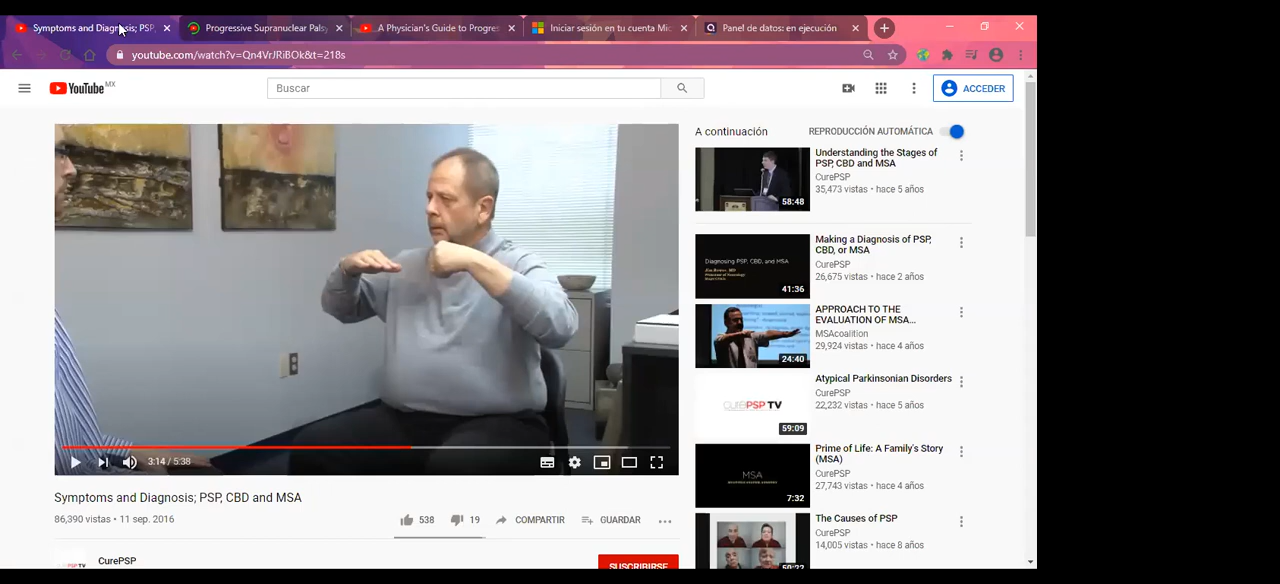 Symptoms and Diagnosis; PSP,
Progressive Supranuclear Palsy
A Physician's Guide to Progres
Iniciar sesión en tu cuenta Mic
Panel de datos: en ejecución
youtube.com/watch?v=Qn4VrJRiBOk&t=218s
YouTube MX
Buscar
ACCEDER
A continuación
REPRODUCCIÓN AUTOMÁTICA
Understanding the Stages of
PSP, CBD and MSA
CurePSP
35,473 vistas • hace 5 años
58:48
Making a Diagnosis of PSP,
CBD, or MSA
CurePSP
26,675 vistas • hace 2 años
Diagnosing PSP, CBD, and MSA
41:36
APPROACH TO THE
EVALUATION OF MSA...
MSAcoalition
29,924 vistas • hace 4 años
24:40
Atypical Parkinsonian Disorders
CurePSP
22,232 vistas • hace 5 años
CUREPSP TV
59:09
Prime of Life: A Family's Story
(MSA)
CurePSP
27,743 vistas • hace 4 años
MSA
7:32
The Causes of PSP
CurePSP
14,005 vistas • hace 8 años
50:22
3:14 / 5:38
Symptoms and Diagnosis; PSP, CBD and MSA
86,390 vistas • 11 sep. 2016
538
19
COMPARTIR
GUARDAR
CurePSP
SUSCRIBIRSE